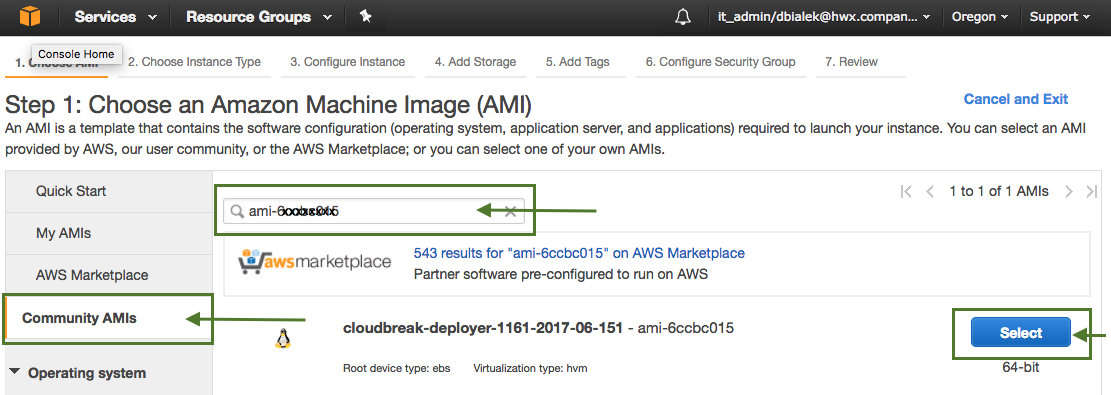 Services Resource Groups it_admin/dbialek@hwx.compan... Oregon Support
Console Home
1. Choose AMI 2. Choose Instance Type 3. Configure Instance 4. Add Storage 5. Add Tags 6. Configure Security Group 7. Review
Step 1: Choose an Amazon Machine Image (AMI)
Cancel and Exit
An AMI is a template that contains the software configuration (operating system, application server, and applications) required to launch your instance. You can select an AMI
provided by AWS, our user community, or the AWS Marketplace; or you can select one of your own AMIs.
Quick Start
My AMIs
AWS Marketplace
Community AMIs
Operating system
ami-
1 to 1 of 1 AMIs
aws marketplace
543 results for "ami-6ccbc015" on AWS Marketplace
Partner software pre-configured to run on AWS
cloudbreak-deployer-1161-2017-06-151 - ami-6ccbc015
Root device type: ebs Virtualization type: hvm
Select
64-bit